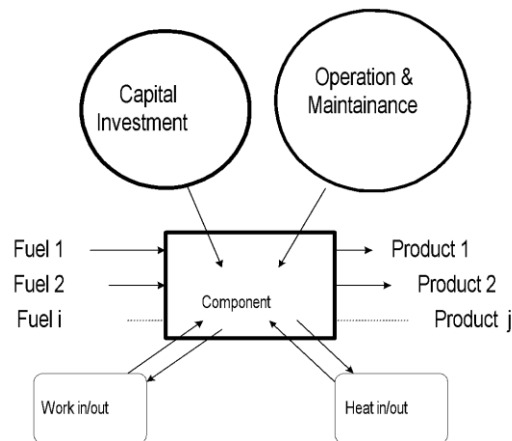 Capital
Investment
Operation &
Maintainance
Fuel 1
Product 1
Fuel 2
Product 2
Component
Fuel i
Product j
Work in/out
Heat in/out